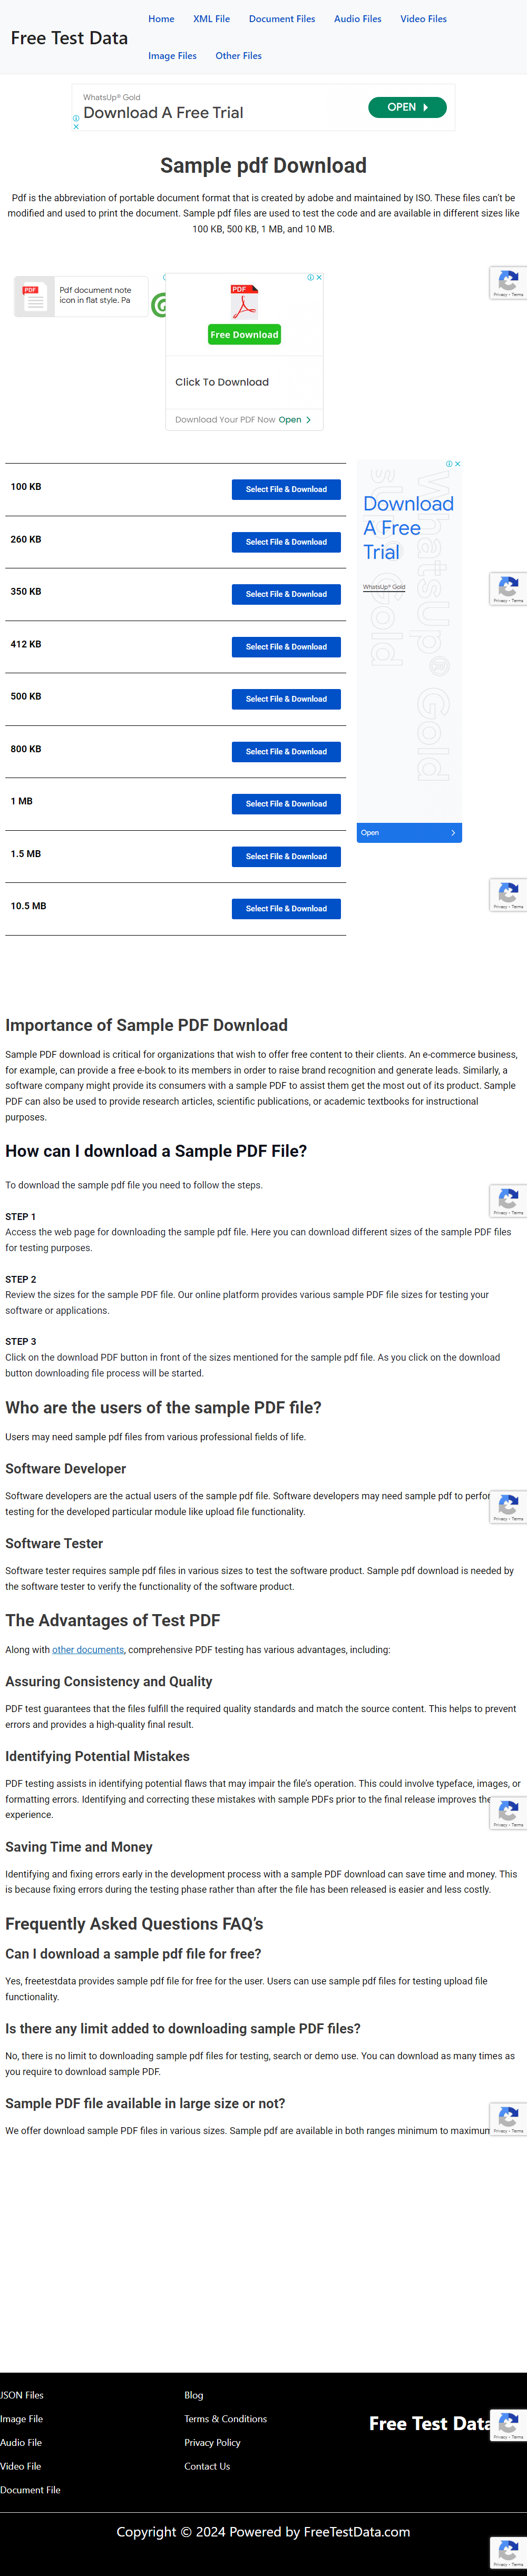 Free Test Data
Home XML File Document Files Audio Files Video Files
Image Files Other Files
WhatsUp® Gold
Download A Free Trial
OPEN
Sample pdf Download
Pdf is the abbreviation of portable document format that is created by adobe and maintained by ISO. These files can't be
modified and used to print the document. Sample pdf files are used to test the code and are available in different sizes like
100 KB, 500 KB, 1 MB, and 10 MB.
PDF
Pdf document note
icon in flat style. Pa
PDF
Free Download
Click To Download
Download Your PDF Now Open
Privacy - Terms
100 KB Select File & Download
260 KB Select File & Download
350 KB Select File & Download
412 KB Select File & Download
500 KB Select File & Download
800 KB Select File & Download
1 MB Select File & Download
1.5 MB Select File & Download
10.5 MB Select File & Download
Download
A Free
Trial
WhatsUp® Gold
WhatsUp® Gold
Open
Privacy - Terms
Privacy - Terms
Importance of Sample PDF Download
Sample PDF download is critical for organizations that wish to offer free content to their clients. An e-commerce business,
for example, can provide a free e-book to its members in order to raise brand recognition and generate leads. Similarly, a
software company might provide its consumers with a sample PDF to assist them get the most out of its product. Sample
PDF can also be used to provide research articles, scientific publications, or academic textbooks for instructional
purposes.
How can I download a Sample PDF File?
To download the sample pdf file you need to follow the steps.
Privacy - Terms
STEP 1
Access the web page for downloading the sample pdf file. Here you can download different sizes of the sample PDF files
for testing purposes.
STEP 2
Review the sizes for the sample PDF file. Our online platform provides various sample PDF file sizes for testing your
software or applications.
STEP 3
Click on the download PDF button in front of the sizes mentioned for the sample pdf file. As you click on the download
button downloading file process will be started.
Who are the users of the sample PDF file?
Users may need sample pdf files from various professional fields of life.
Software Developer
Software developers are the actual users of the sample pdf file. Software developers may need sample pdf to perfo
testing for the developed particular module like upload file functionality.
Privacy - Terms
Software Tester
Software tester requires sample pdf files in various sizes to test the software product. Sample pdf download is needed by
the software tester to verify the functionality of the software product.
The Advantages of Test PDF
Along with other documents, comprehensive PDF testing has various advantages, including:
Assuring Consistency and Quality
PDF test guarantees that the files fulfill the required quality standards and match the source content. This helps to prevent
errors and provides a high-quality final result.
Identifying Potential Mistakes
PDF testing assists in identifying potential flaws that may impair the file's operation. This could involve typeface, images, or
formatting errors. Identifying and correcting these mistakes with sample PDFs prior to the final release improves the
experience.
Privacy - Terms
Saving Time and Money
Identifying and fixing errors early in the development process with a sample PDF download can save time and money. This
is because fixing errors during the testing phase rather than after the file has been released is easier and less costly.
Frequently Asked Questions FAQ's
Can I download a sample pdf file for free?
Yes, freetestdata provides sample pdf file for free for the user. Users can use sample pdf files for testing upload file
functionality.
Is there any limit added to downloading sample PDF files?
No, there is no limit to downloading sample pdf files for testing, search or demo use. You can download as many times as
you require to download sample PDF.
Sample PDF file available in large size or not?
We offer download sample PDF files in various sizes. Sample pdf are available in both ranges minimum to maximum
Privacy - Terms
JSON Files
Image File
Audio File
Video File
Document File
Blog
Terms & Conditions
Privacy Policy
Contact Us
Free Test Data
Privacy - Terms
Copyright © 2024 Powered by FreeTestData.com
Privacy - Terms